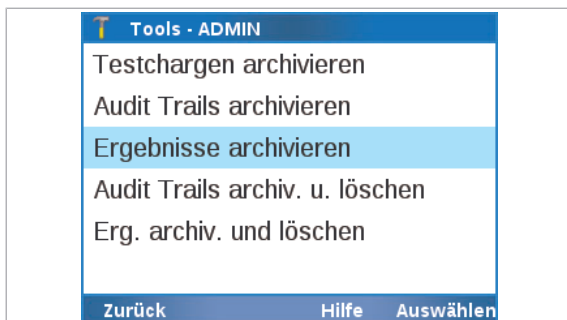 Tools - ADMIN
Testchargen archivieren
Audit Trails archivieren
Ergebnisse archivieren
Audit Trails archiv. u. löschen
Erg. archiv. und löschen
Zurück Hilfe Auswählen